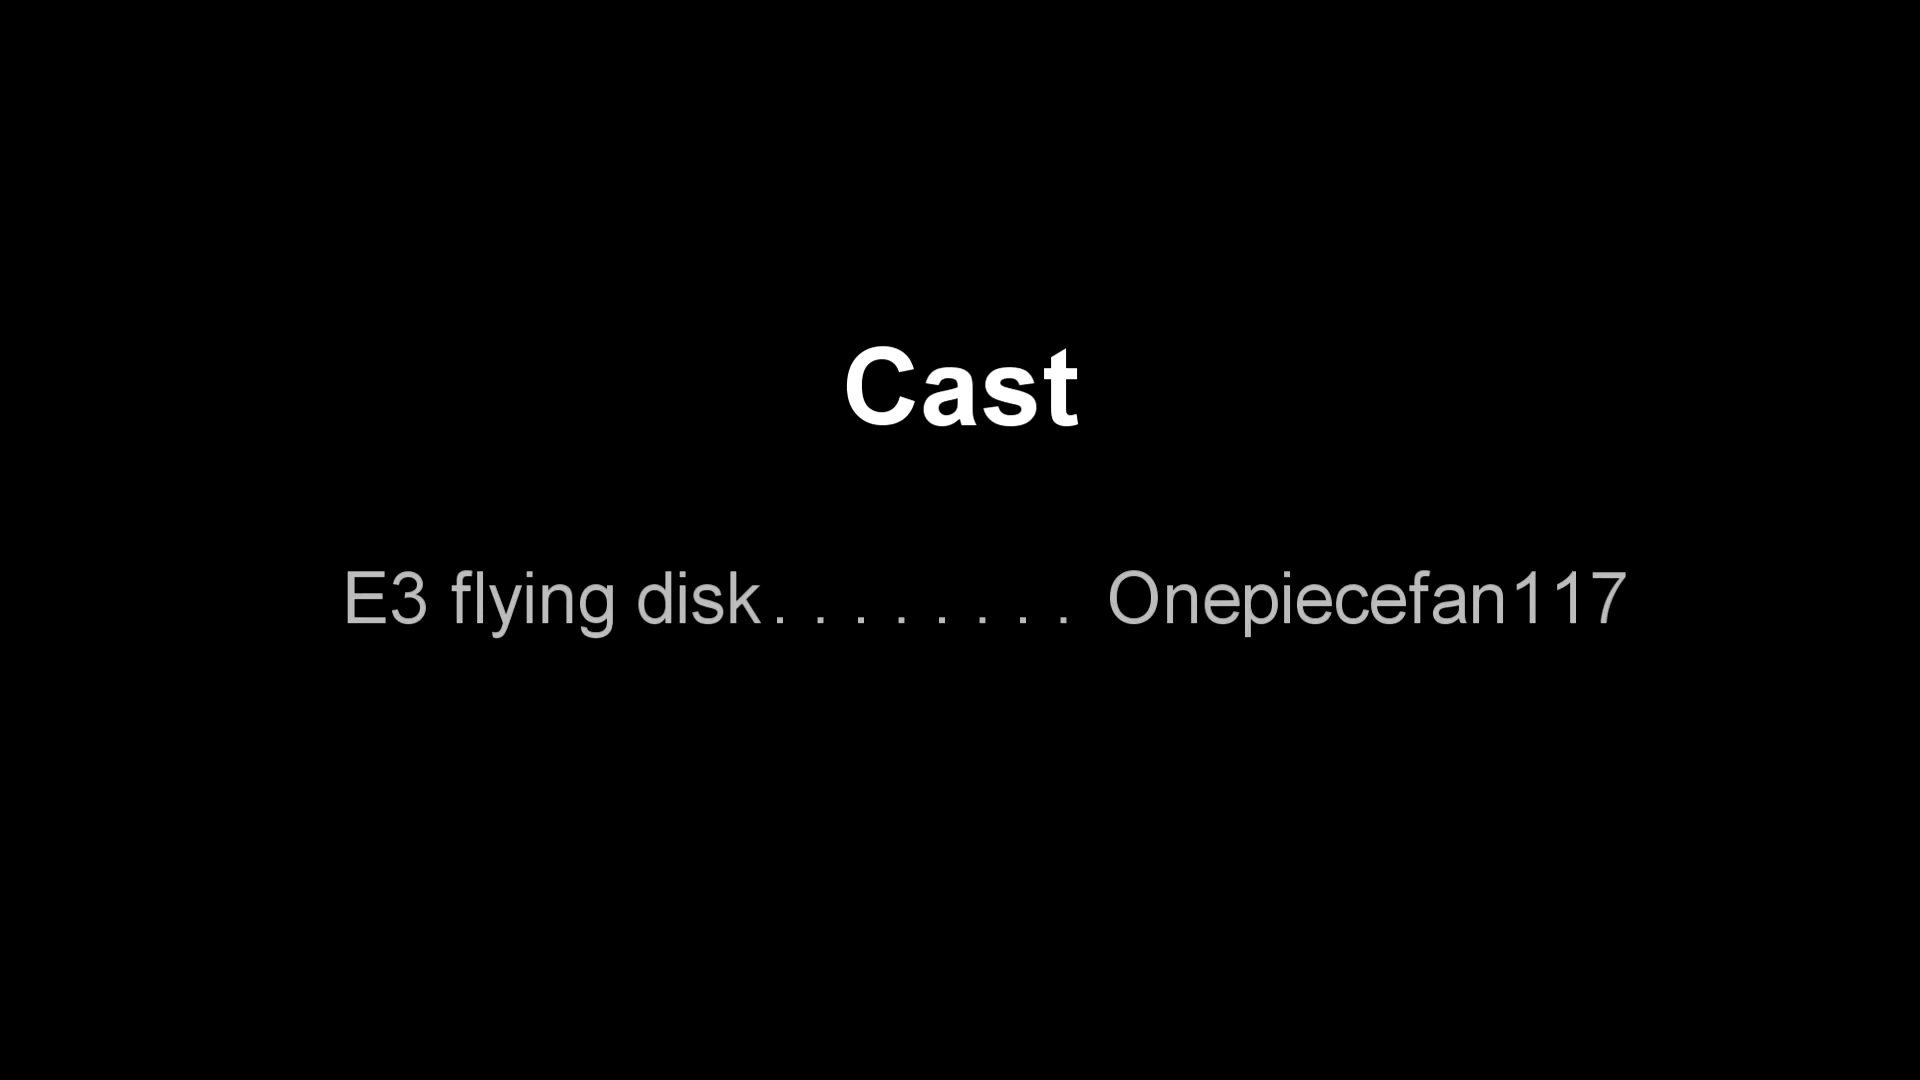 Cast
E3 flying disk. . . . . . . . Onepiecefan117